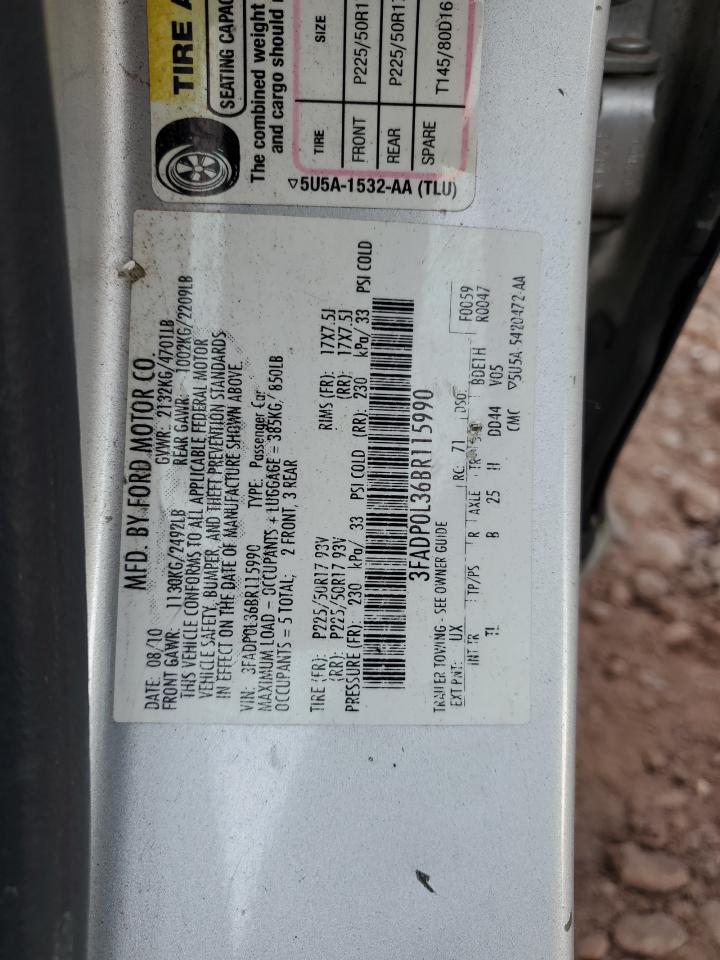 TIRE A
SEATING CAPAC
The combined weight
and cargo should n
TIRE SIZE
FRONT P225/50R17
REAR P225/50R17
SPARE T145/80D16
▽5U5A-1532-AA (TLU)
MFD. BY FORD MOTOR CO.
DATE: 08/10 GVWR: 2132KG/4701LB
FRONT GAWR: 1130KG/2492LB REAR GAWR: 1002KG/2209LB
THIS VEHICLE CONFORMS TO ALL APPLICABLE FEDERAL MOTOR
VEHICLE SAFETY, BUMPER, AND THEFT PREVENTION STANDARDS
IN EFFECT ON THE DATE OF MANUFACTURE SHOWN ABOVE.
VIN: 3FADP0L36BR115990 TYPE: Passenger Car
MAXIMUM LOAD = OCCUPANTS + LUGGAGE = 385KG/850LB
OCCUPANTS = 5 TOTAL; 2 FRONT, 3 REAR
TIRE (FR): P225/50R17 93V RIMS (FR): 17X7.5J
(RR): P225/50R17 93V (RR): 17X7.5J
PRESSURE (FR): 230 kPa/ 33 PSI COLD (RR): 230 kPa/ 33 PSI COLD
3FADP0L36BR115990
TRAILER TOWING - SEE OWNER GUIDE
EXT PNT: UX RC: 71 DSO: F0059
R0047
INT TR TP/PS R AXLE TR BDE1H
TL B 25 H DD44 V05
CMC ▽5U5A 5420472-AA